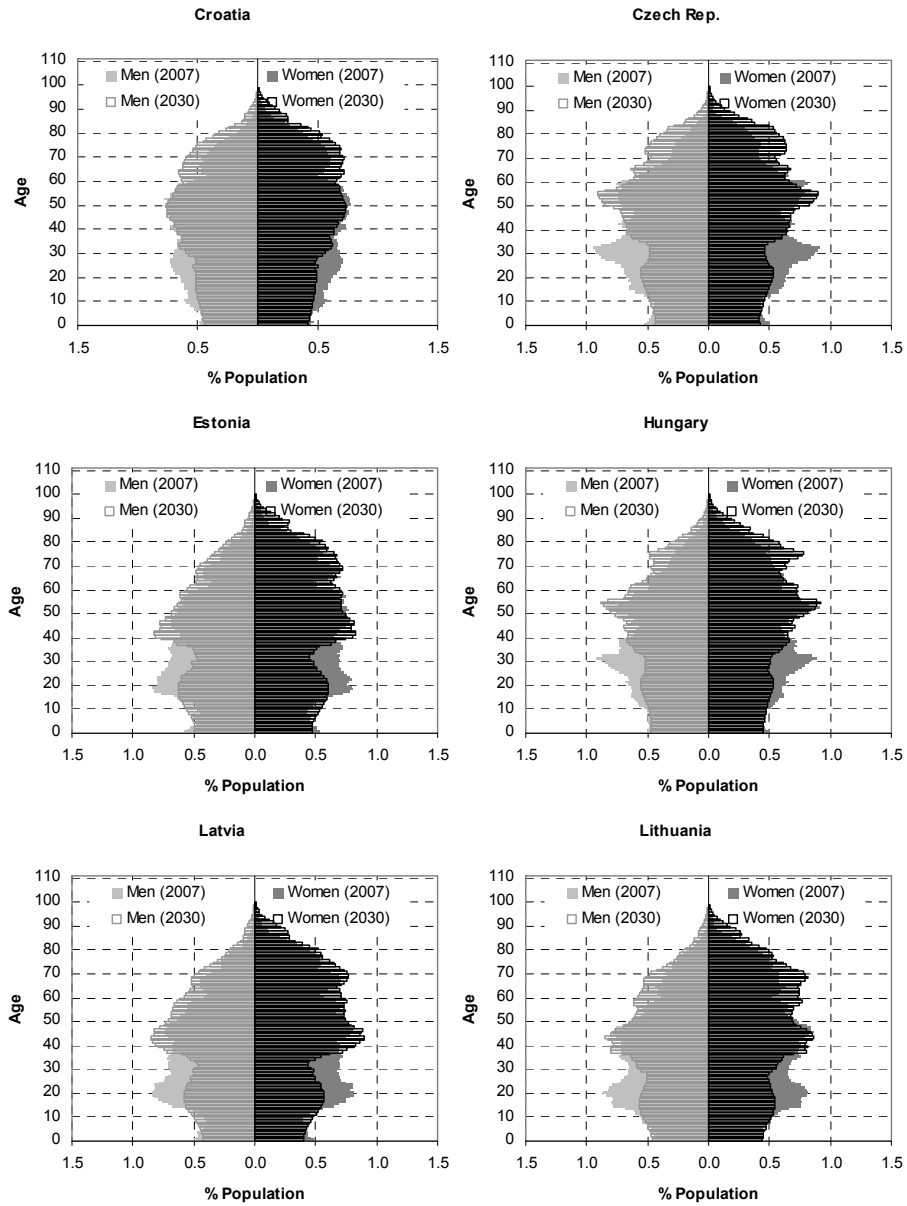 Croatia
110
100
90
80
70
60
50
40
30
20
10
0
Age
Men (2007)
Women (2007)
Men (2030)
Women (2030)
1.5 0.5 0.5 1.5
% Population
Czech Rep.
110
100
90
80
70
60
50
40
30
20
10
0
Age
Men (2007)
Women (2007)
Men (2030)
Women (2030)
1.5 1.0 0.5 0.0 0.5 1.0 1.5
% Population
Estonia
110
100
90
80
70
60
50
40
30
20
10
0
Age
Men (2007)
Women (2007)
Men (2030)
Women (2030)
1.5 1.0 0.5 0.0 0.5 1.0 1.5
% Population
Hungary
110
100
90
80
70
60
50
40
30
20
10
0
Age
Men (2007)
Women (2007)
Men (2030)
Women (2030)
1.5 1.0 0.5 0.0 0.5 1.0 1.5
% Population
Latvia
110
100
90
80
70
60
50
40
30
20
10
0
Age
Men (2007)
Women (2007)
Men (2030)
Women (2030)
1.5 1.0 0.5 0.0 0.5 1.0 1.5
% Population
Lithuania
110
100
90
80
70
60
50
40
30
20
10
0
Age
Men (2007)
Women (2007)
Men (2030)
Women (2030)
1.5 1.0 0.5 0.0 0.5 1.0 1.5
% Population